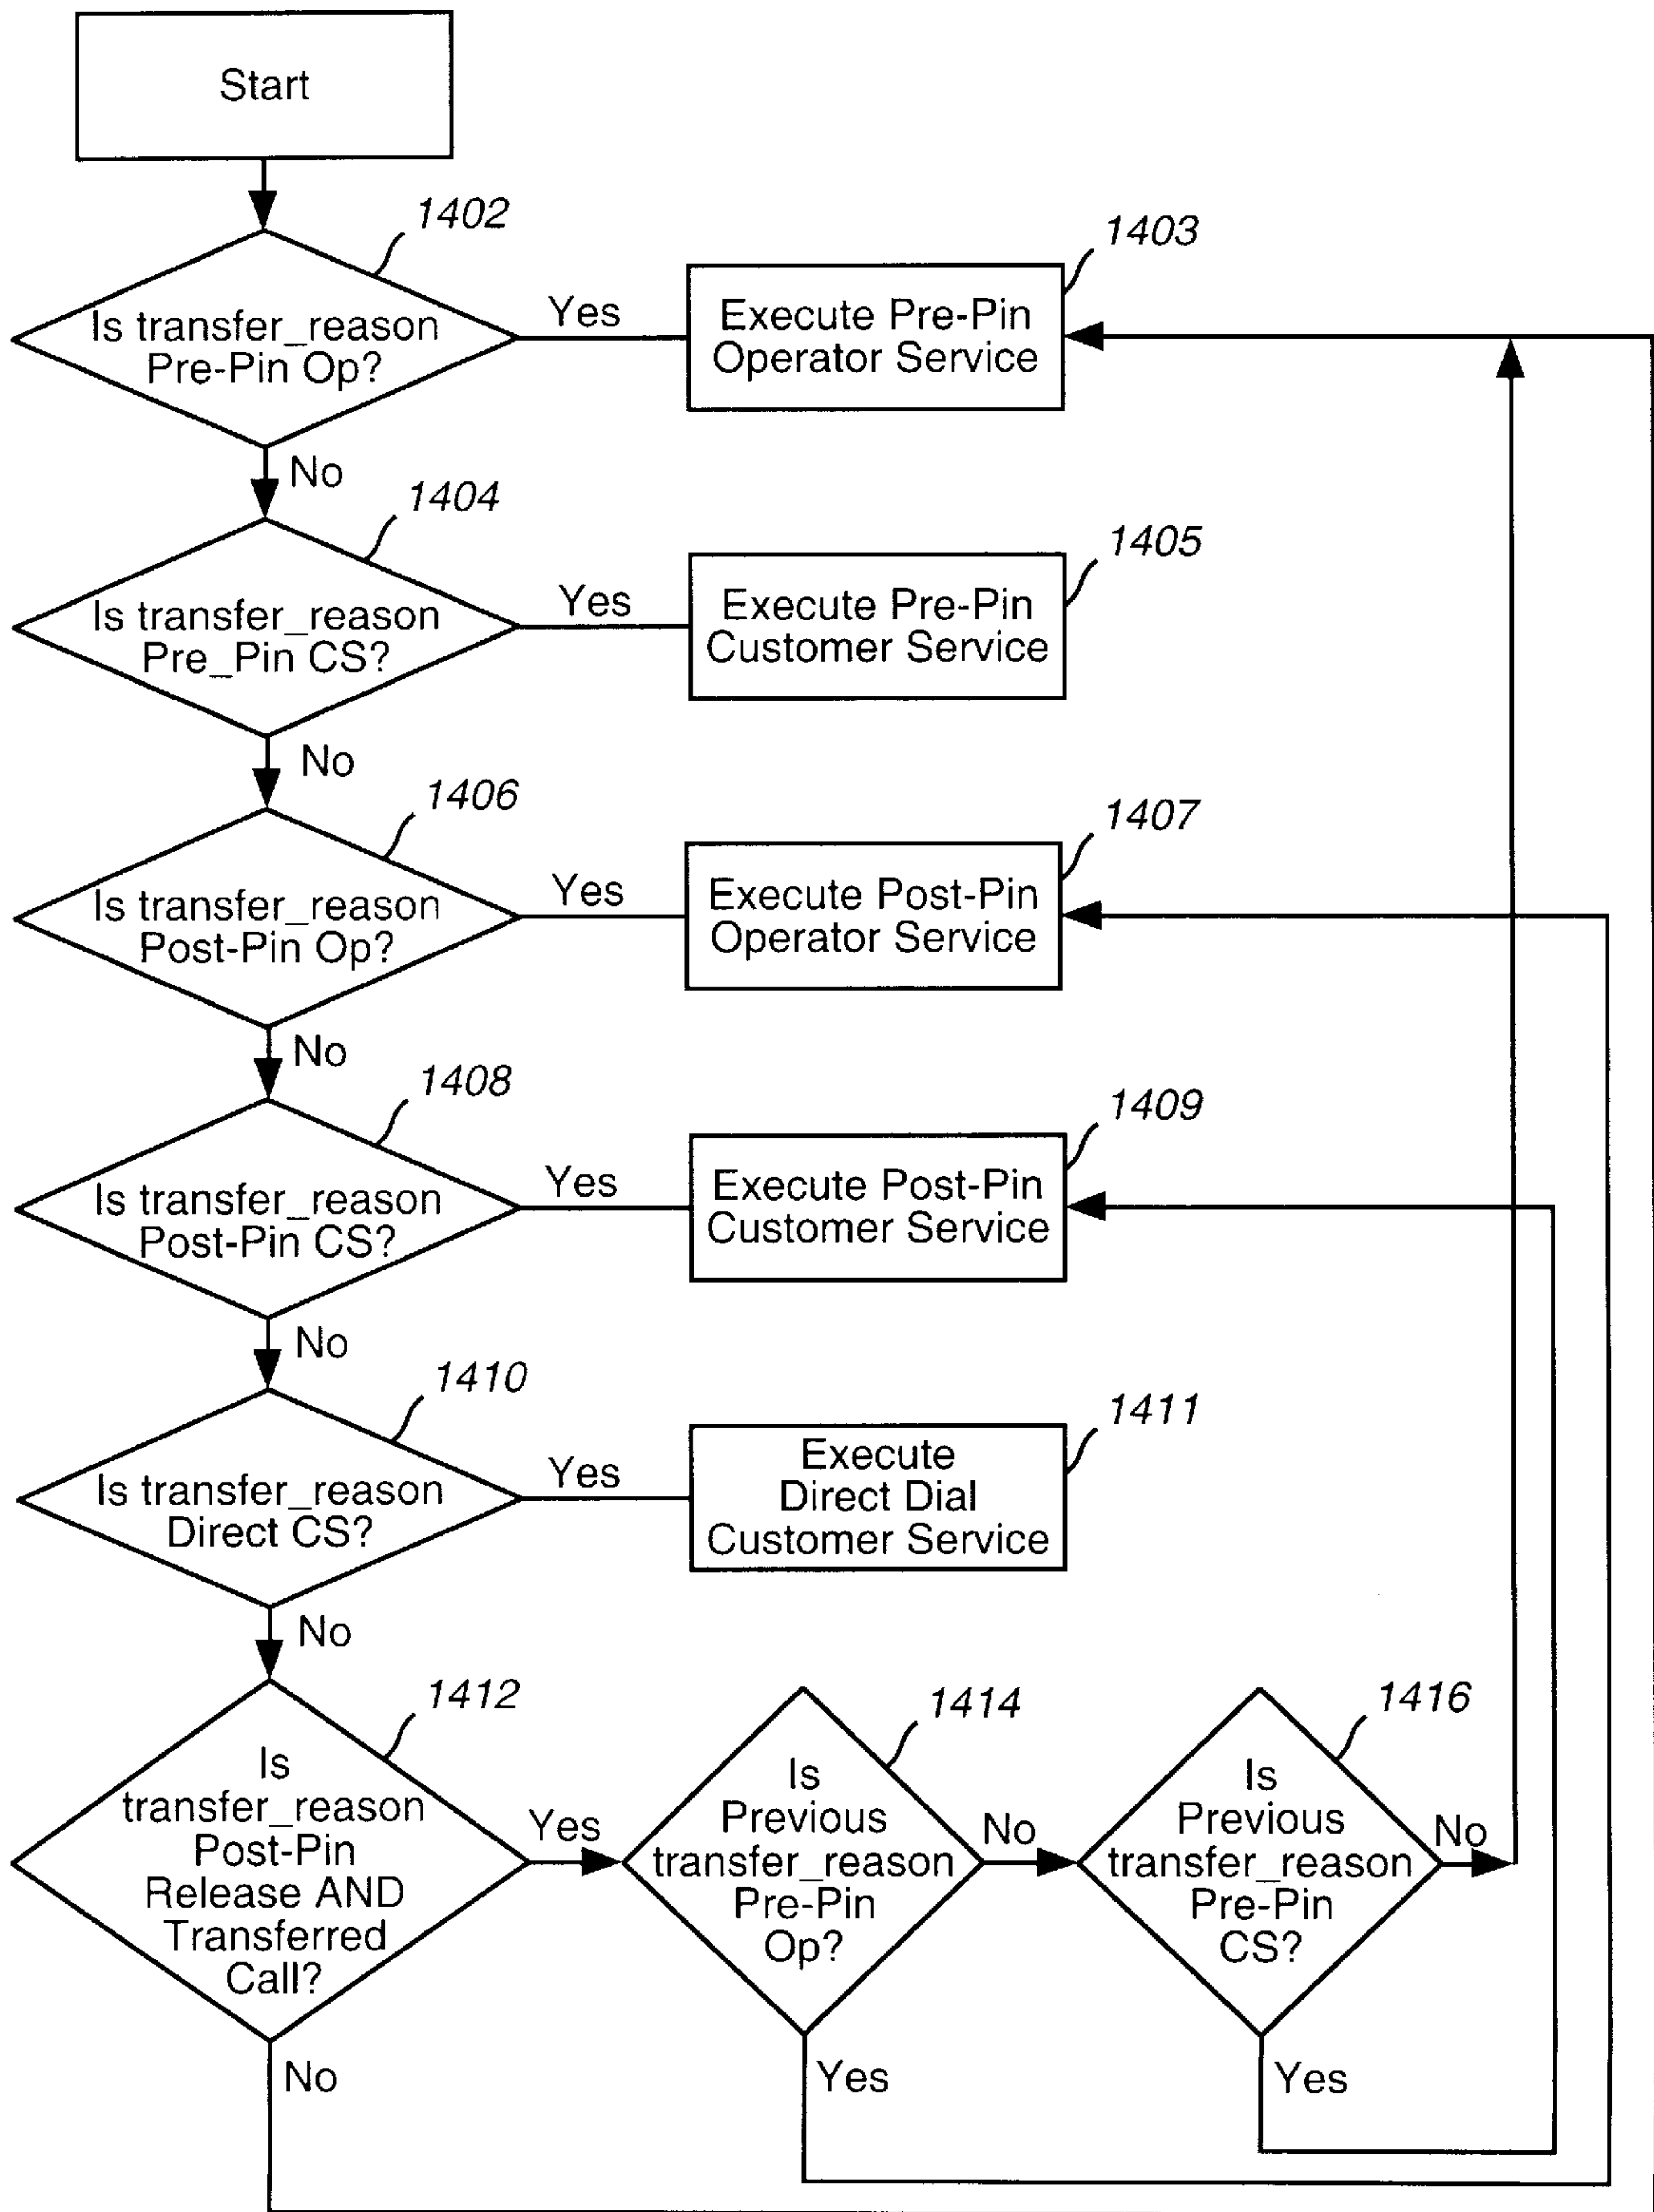 Start
1402
Is transfer_reason
Pre-Pin Op?
Yes
1403
Execute Pre-Pin
Operator Service
No
1404
Is transfer_reason
Pre_Pin CS?
Yes
1405
Execute Pre-Pin
Customer Service
No
1406
Is transfer_reason
Post-Pin Op?
Yes
1407
Execute Post-Pin
Operator Service
No
1408
Is transfer_reason
Post-Pin CS?
Yes
1409
Execute Post-Pin
Customer Service
No
1410
Is transfer_reason
Direct CS?
Yes
1411
Execute
Direct Dial
Customer Service
No
1412
Is
transfer_reason
Post-Pin
Release AND
Transferred
Call?
Yes
1414
Is
Previous
transfer_reason
Pre-Pin
Op?
No
1416
Is
Previous
transfer_reason
Pre-Pin
CS?
No
No
Yes
Yes